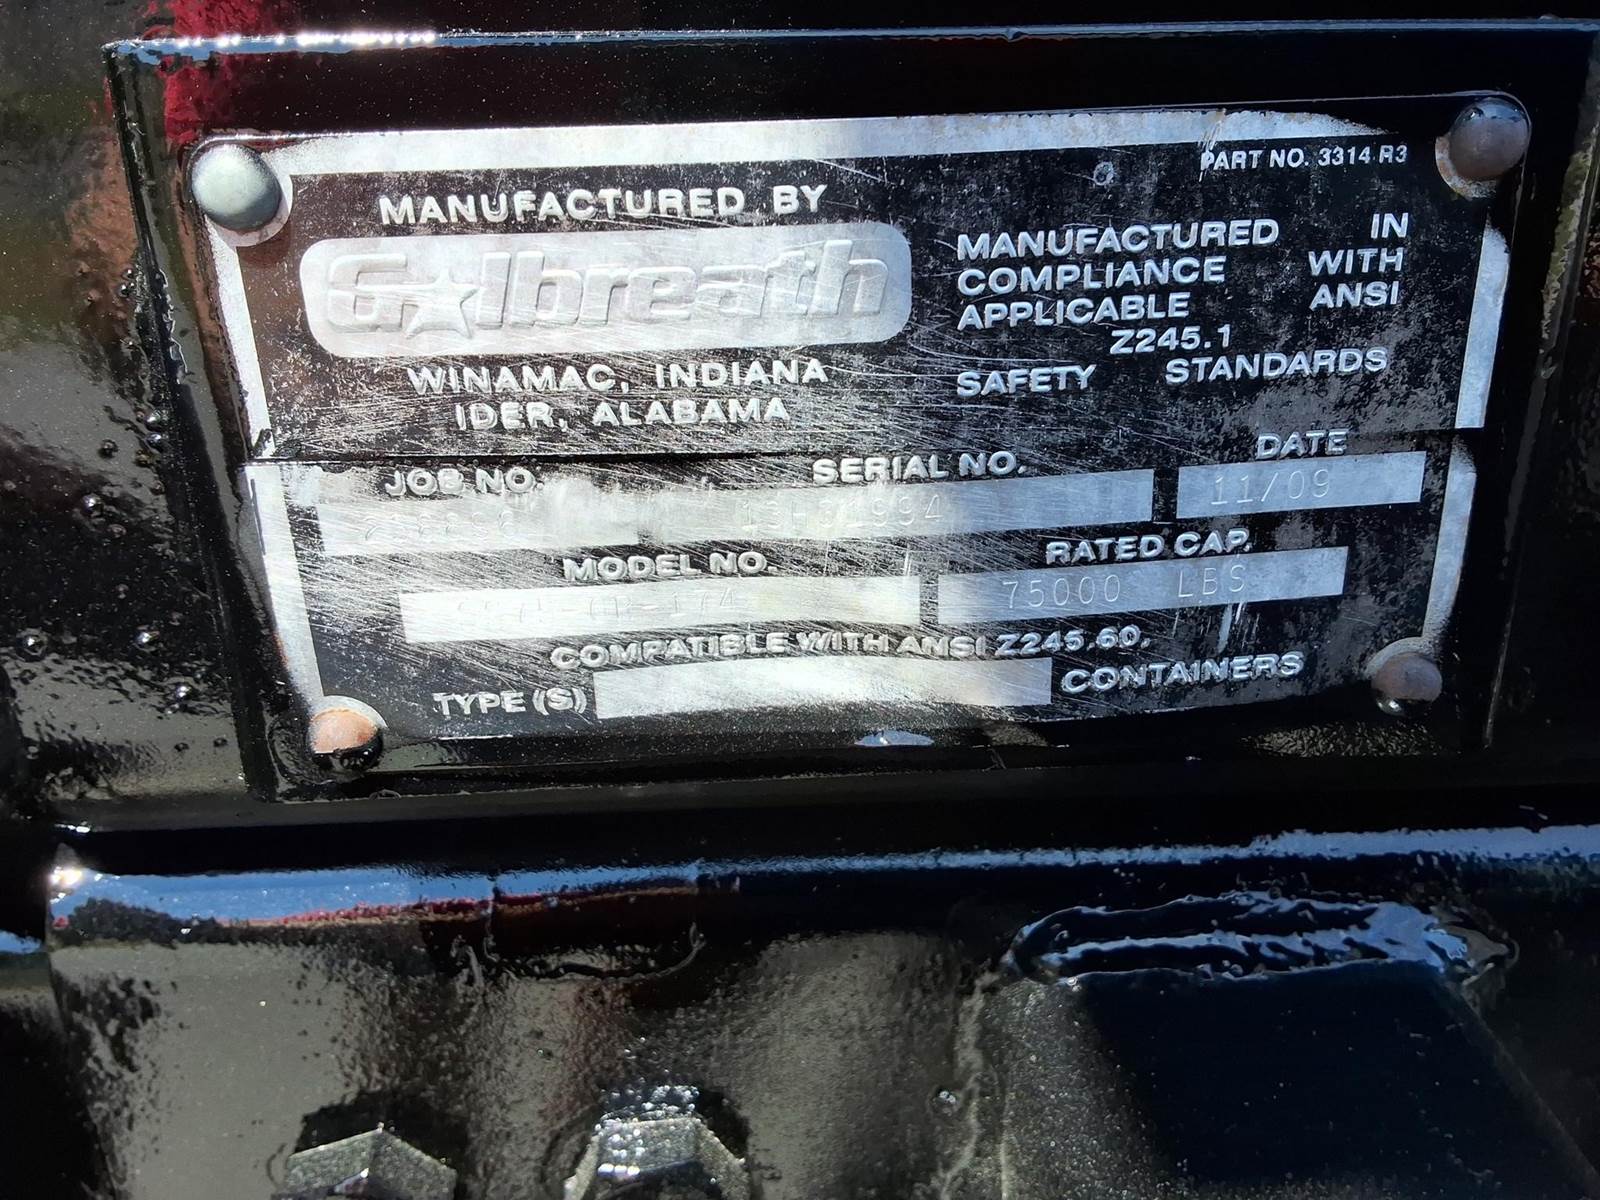 PART NO. 3314 R3
MANUFACTURED BY
Galbreath
WINAMAC, INDIANA
IDER, ALABAMA
MANUFACTURED IN
COMPLIANCE WITH
APPLICABLE ANSI
Z245.1
SAFETY STANDARDS
JOB NO. SERIAL NO. DATE
11/09
MODEL NO. RATED CAP.
75000 LBS
COMPATIBLE WITH ANSI Z245.60,
TYPE (S) CONTAINERS